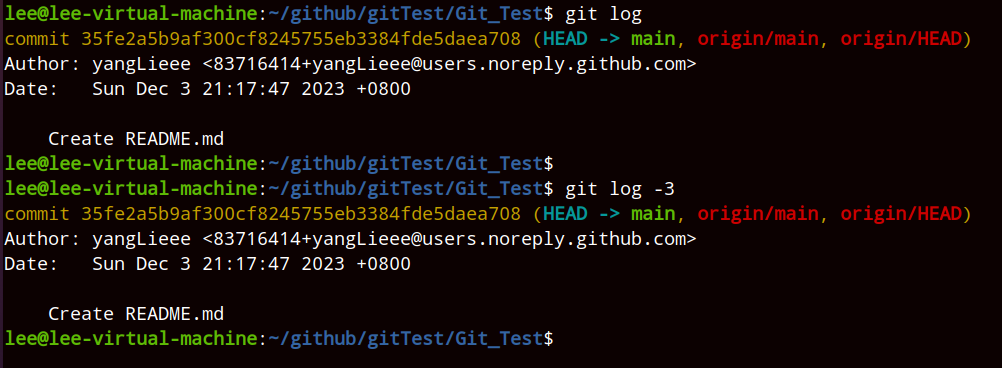 lee@lee-virtual-machine:~/github/gitTest/Git_Test$ git log
commit 35fe2a5b9af300cf8245755eb3384fde5daea708 (HEAD -> main, origin/main, origin/HEAD)
Author: yangLieee <83716414+yangLieee@users.noreply.github.com>
Date:   Sun Dec 3 21:17:47 2023 +0800

    Create README.md
lee@lee-virtual-machine:~/github/gitTest/Git_Test$
lee@lee-virtual-machine:~/github/gitTest/Git_Test$ git log -3
commit 35fe2a5b9af300cf8245755eb3384fde5daea708 (HEAD -> main, origin/main, origin/HEAD)
Author: yangLieee <83716414+yangLieee@users.noreply.github.com>
Date:   Sun Dec 3 21:17:47 2023 +0800

    Create README.md
lee@lee-virtual-machine:~/github/gitTest/Git_Test$